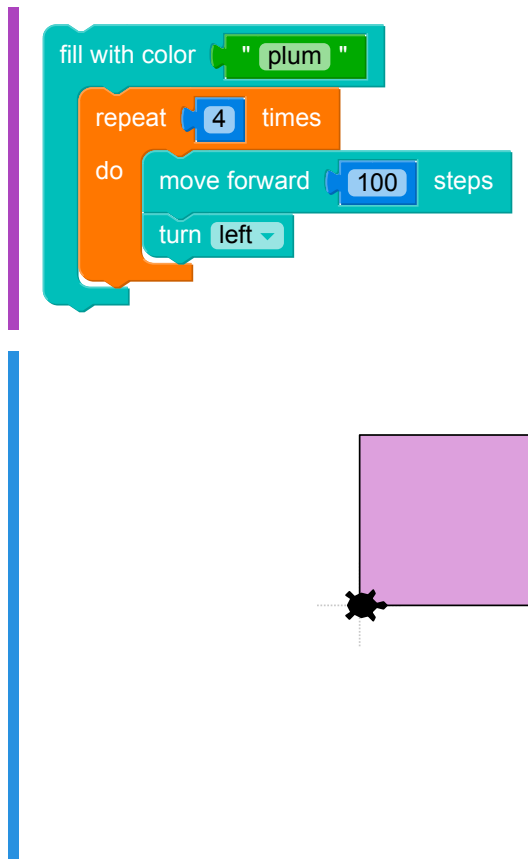 fill with color " plum "
repeat 4 times
do move forward 100 steps
turn left